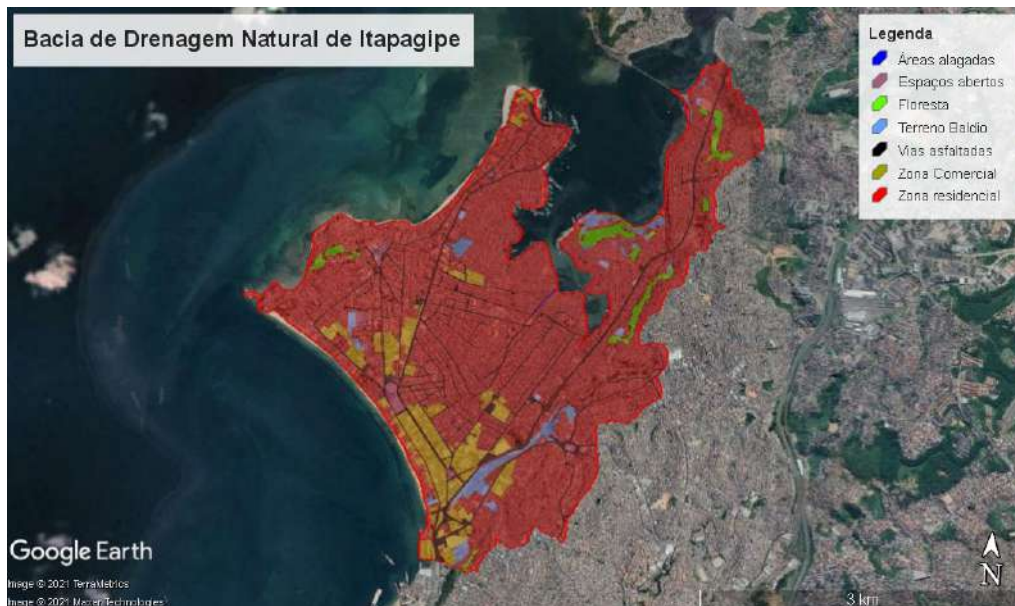 Bacia de Drenagem Natural de Itapagipe
Legenda
Áreas alagadas
Espaços abertos
Floresta
Terreno Baldio
Vias asfaltadas
Zona Comercial
Zona residencial
Google Earth
Image © 2021 TerraMetrics
Image © 2021 Maxar Technologies
3 km
N